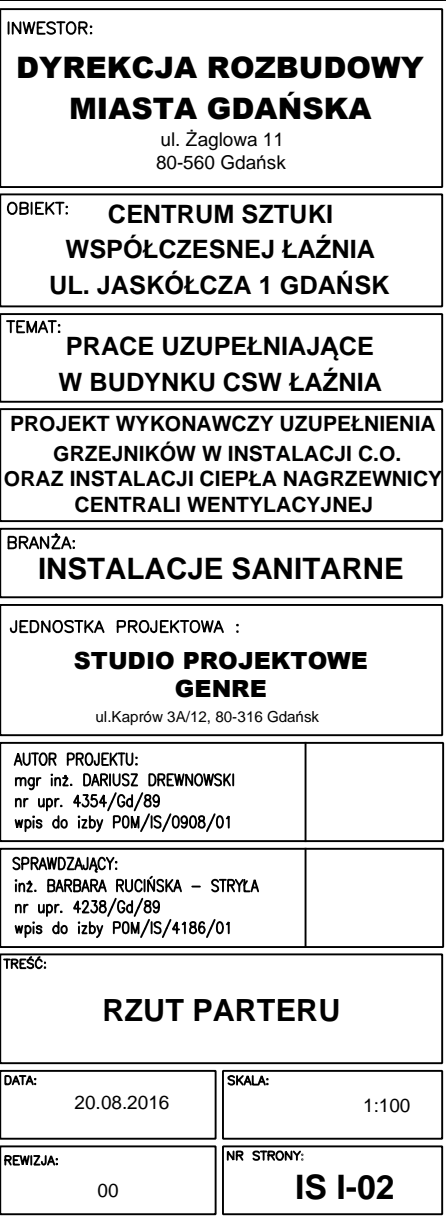 INWESTOR:
DYREKCJA ROZBUDOWY
MIASTA GDAŃSKA
ul. Żaglowa 11
80-560 Gdańsk
OBIEKT:
CENTRUM SZTUKI
WSPÓŁCZESNEJ ŁAŹNIA
UL. JASKÓŁCZA 1 GDAŃSK
TEMAT:
PRACE UZUPEŁNIAJĄCE
W BUDYNKU CSW ŁAŹNIA
PROJEKT WYKONAWCZY UZUPEŁNIENIA
GRZEJNIKÓW W INSTALACJI C.O.
ORAZ INSTALACJI CIEPŁA NAGRZEWNICY
CENTRALI WENTYLACYJNEJ
BRANŻA:
INSTALACJE SANITARNE
JEDNOSTKA PROJEKTOWA :
STUDIO PROJEKTOWE
GENRE
ul.Kaprów 3A/12, 80-316 Gdańsk
AUTOR PROJEKTU:
mgr inż. DARIUSZ DREWNOWSKI
nr upr. 4354/Gd/89
wpis do izby POM/IS/0908/01
SPRAWDZAJĄCY:
inż. BARBARA RUCIŃSKA – STRYŁA
nr upr. 4238/Gd/89
wpis do izby POM/IS/4186/01
TREŚĆ:
RZUT PARTERU
DATA:
20.08.2016
SKALA:
1:100
REWIZJA:
00
NR STRONY:
IS I-02